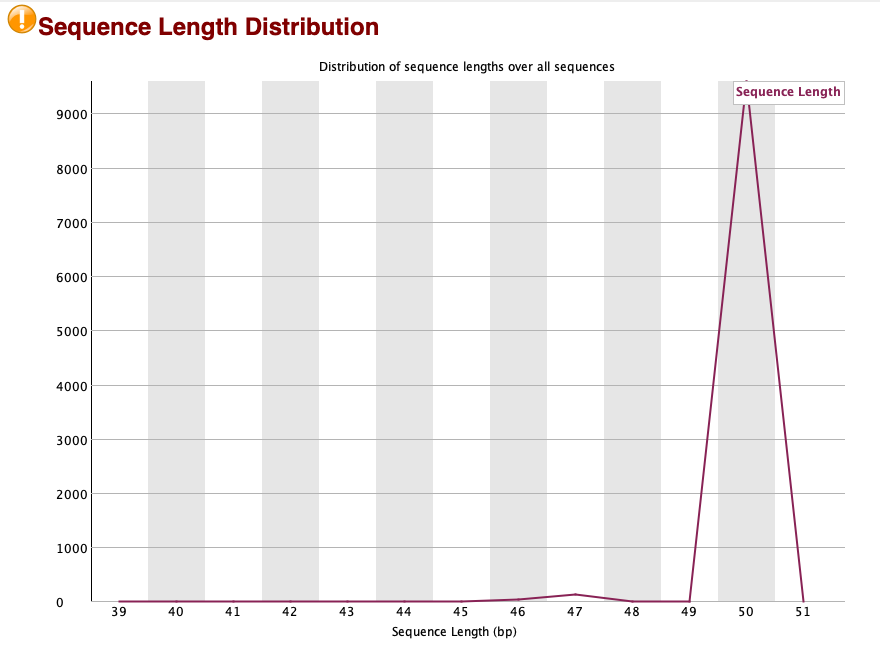 Sequence Length Distribution
Distribution of sequence lengths over all sequences
Sequence Length
9000
8000
7000
6000
5000
4000
3000
2000
1000
0
39 40 41 42 43 44 45 46 47 48 49 50 51
Sequence Length (bp)